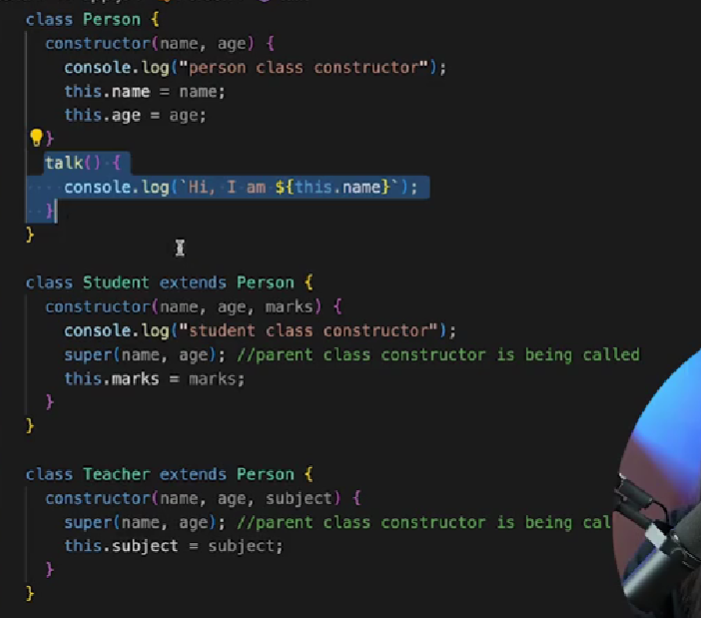 class Person {
constructor(name, age) {
console.log("person class constructor");
this.name = name;
this.age = age;
}
talk() {
console.log(`Hi, I am ${this.name}`);
}
}
class Student extends Person {
constructor(name, age, marks) {
console.log("student class constructor");
super(name, age); //parent class constructor is being called
this.marks = marks;
}
}
class Teacher extends Person {
constructor(name, age, subject) {
super(name, age); //parent class constructor is being cal
this.subject = subject;
}
}